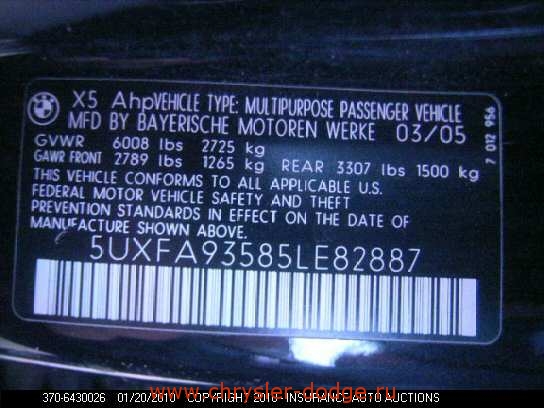 BMW
X5 Ahp VEHICLE TYPE: MULTIPURPOSE PASSENGER VEHICLE
MFD BY BAYERISCHE MOTOREN WERKE 03/05
GVWR 6008 lbs 2725 kg
GAWR FRONT 2789 lbs 1265 kg REAR 3307 lbs 1500 kg
THIS VEHICLE CONFORMS TO ALL APPLICABLE U.S.
FEDERAL MOTOR VEHICLE SAFETY AND THEFT
PREVENTION STANDARDS IN EFFECT ON THE DATE OF
MANUFACTURE SHOWN ABOVE.
5UXFA93585LE82887
7 012 956
www.chrysler-dodge.ru
370-6430026 01/20/2010 COPYRIGHT 2010 - INSURANCE AUTO AUCTIONS